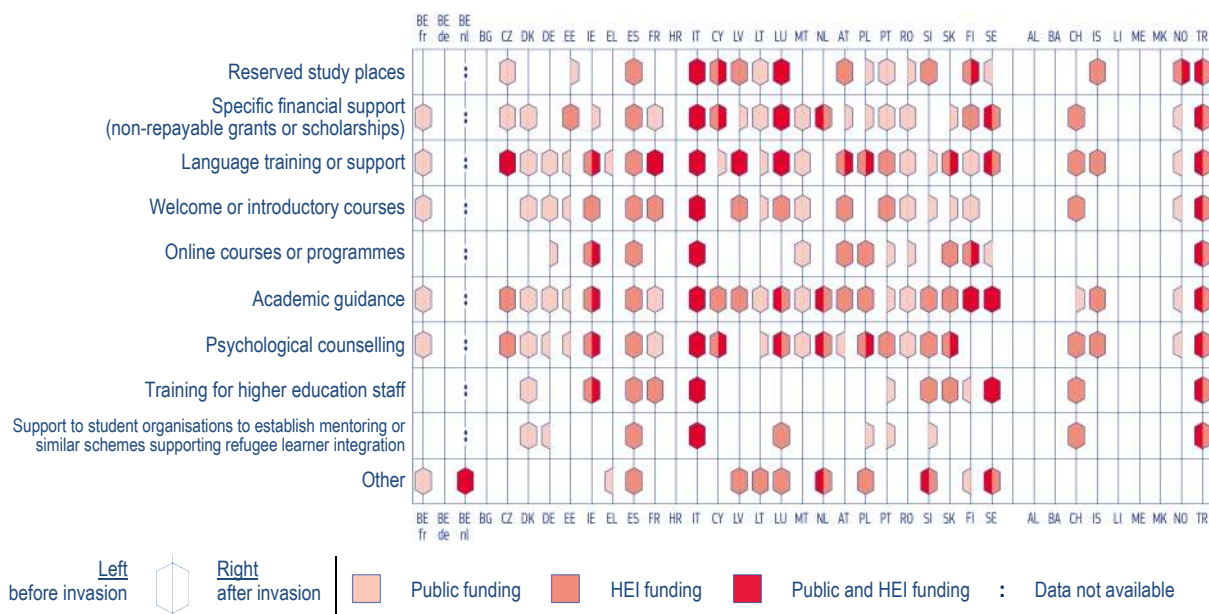 BE BE BE
fr de nl BG CZ DK DE EE IE EL ES FR HR IT CY LV LT LU MT NL AT PL PT RO SI SK FI SE AL BA CH IS LI ME MK NO TR
Reserved study places :
Specific financial support
(non-repayable grants or scholarships) :
Language training or support :
Welcome or introductory courses :
Online courses or programmes :
Academic guidance :
Psychological counselling :
Training for higher education staff :
Support to student organisations to establish mentoring or
similar schemes supporting refugee learner integration :
Other
BE BE BE BG CZ DK DE EE IE EL ES FR HR IT CY LV LT LU MT NL AT PL PT RO SI SK FI SE AL BA CH IS LI ME MK NO TR
fr de nl
Left Right
before invasion after invasion Public funding HEI funding Public and HEI funding : Data not available